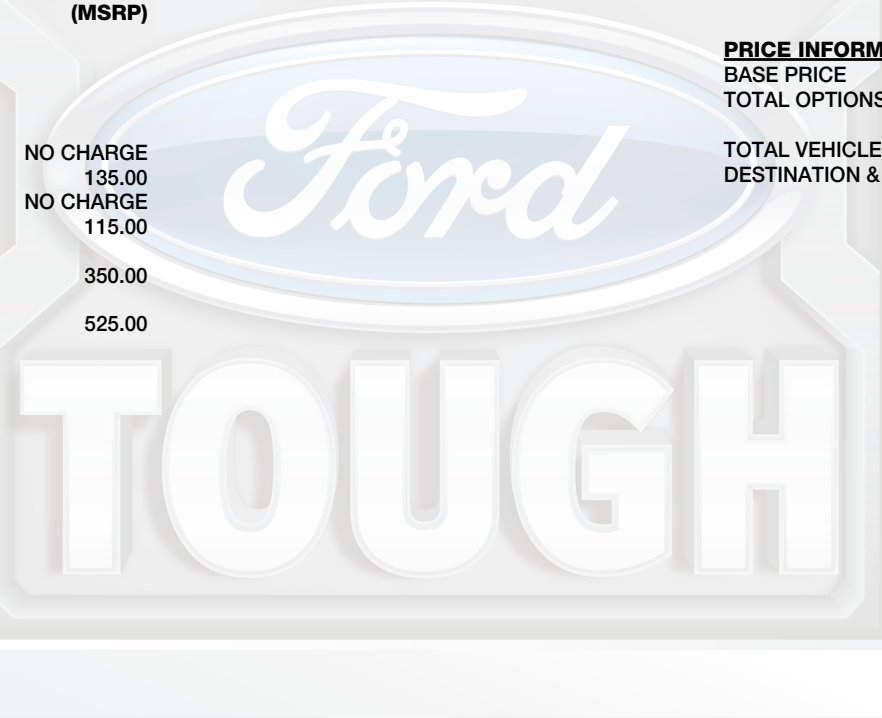 (MSRP)
NO CHARGE
135.00
NO CHARGE
115.00
350.00
525.00
PRICE INFORM
BASE PRICE
TOTAL OPTIONS
TOTAL VEHICLE
DESTINATION &
Ford
TOUGH